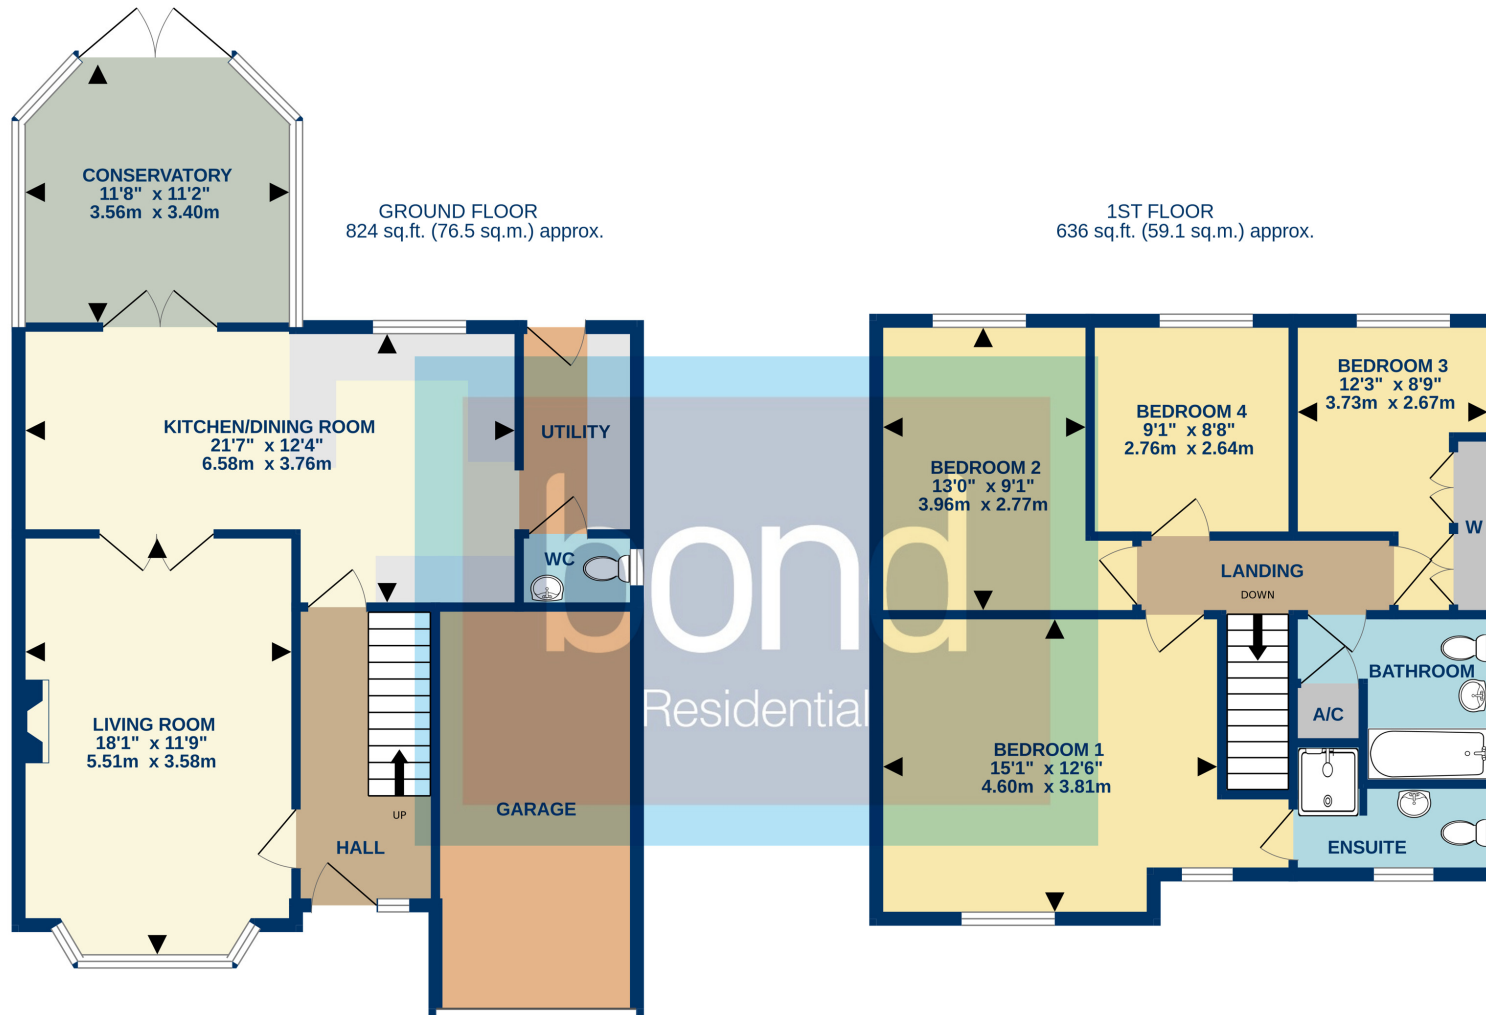 CONSERVATORY
11'8" x 11'2"
3.56m x 3.40m
GROUND FLOOR
824 sq.ft. (76.5 sq.m.) approx.
KITCHEN/DINING ROOM
21'7" x 12'4"
6.58m x 3.76m
UTILITY
WC
LIVING ROOM
18'1" x 11'9"
5.51m x 3.58m
UP
HALL
GARAGE
bond
Residential
1ST FLOOR
636 sq.ft. (59.1 sq.m.) approx.
BEDROOM 2
13'0" x 9'1"
3.96m x 2.77m
BEDROOM 4
9'1" x 8'8"
2.76m x 2.64m
BEDROOM 3
12'3" x 8'9"
3.73m x 2.67m
W
LANDING
DOWN
BATHROOM
A/C
BEDROOM 1
15'1" x 12'6"
4.60m x 3.81m
ENSUITE